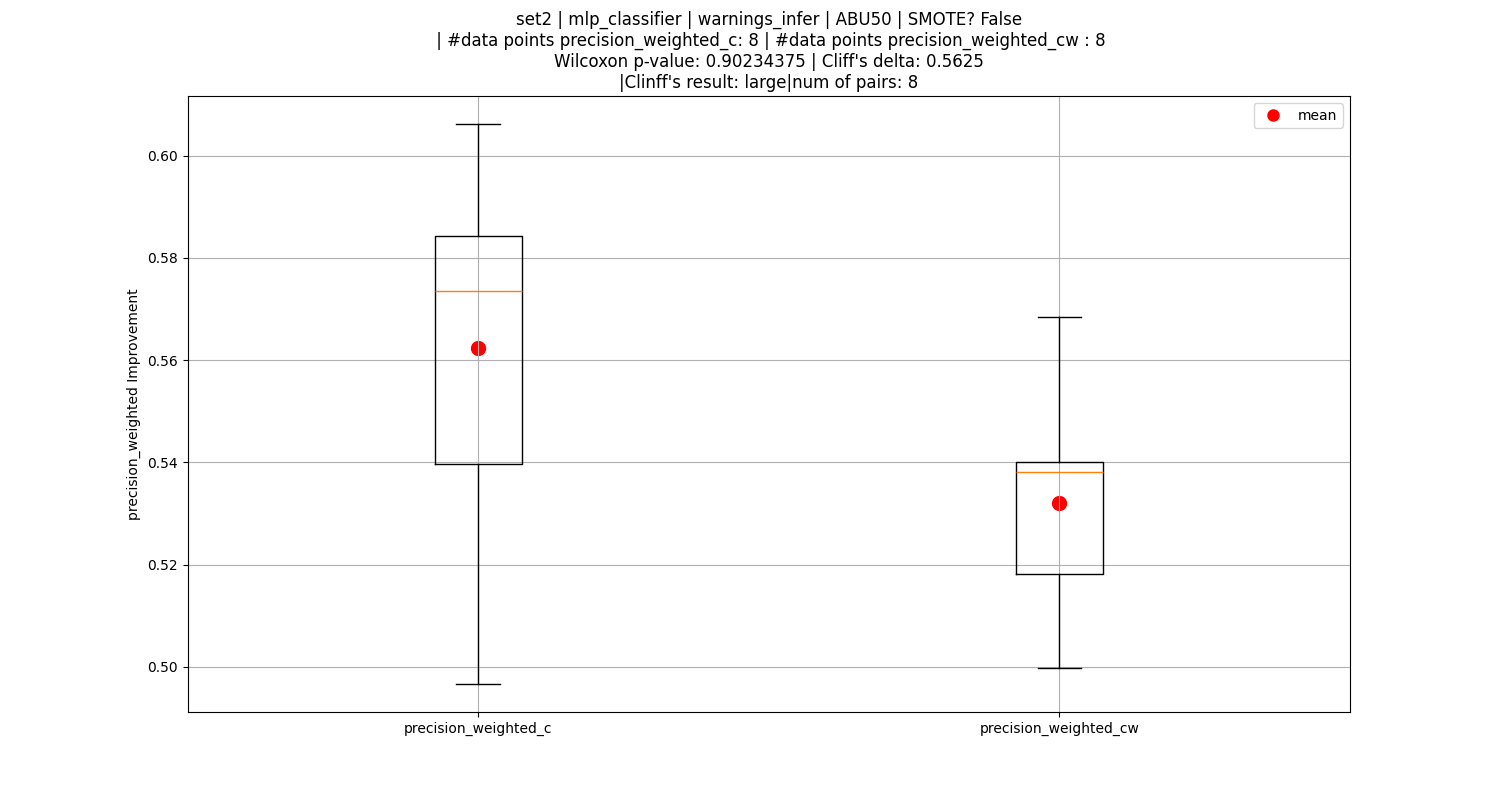 set2 | mlp_classifier | warnings_infer | ABU50 | SMOTE? False
| #data points precision_weighted_c: 8 | #data points precision_weighted_cw : 8
Wilcoxon p-value: 0.90234375 | Cliff's delta: 0.5625
|Clinff's result: large|num of pairs: 8
mean
precision_weighted Improvement
0.60
0.58
0.56
0.54
0.52
0.50
precision_weighted_c
precision_weighted_cw